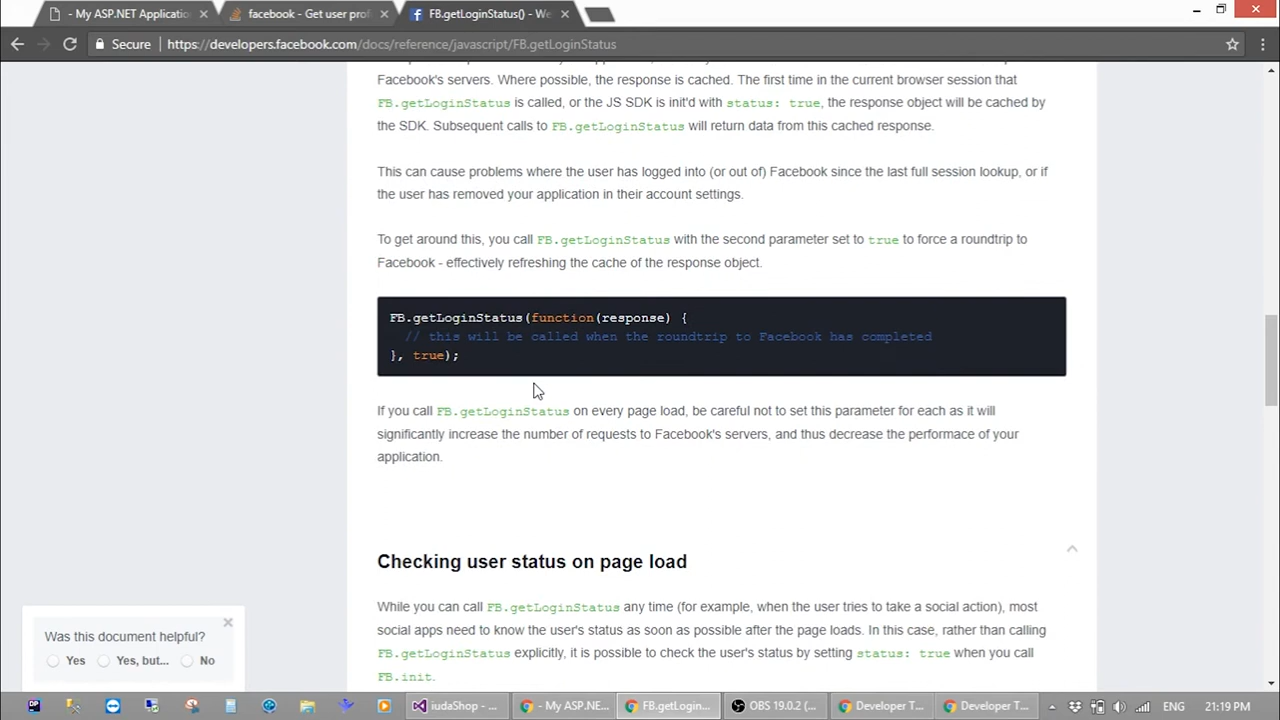 - My ASP.NET Application
facebook - Get user prof
FB.getLoginStatus() - We
Secure
https://developers.facebook.com/docs/reference/javascript/FB.getLoginStatus
Facebook's servers. Where possible, the response is cached. The first time in the current browser session that
FB.getLoginStatus is called, or the JS SDK is init'd with status: true, the response object will be cached by
the SDK. Subsequent calls to FB.getLoginStatus will return data from this cached response.
This can cause problems where the user has logged into (or out of) Facebook since the last full session lookup, or if
the user has removed your application in their account settings.
To get around this, you call FB.getLoginStatus with the second parameter set to true to force a roundtrip to
Facebook - effectively refreshing the cache of the response object.
FB.getLoginStatus(function(response) {
// this will be called when the roundtrip to Facebook has completed
}, true);
If you call FB.getLoginStatus on every page load, be careful not to set this parameter for each as it will
significantly increase the number of requests to Facebook's servers, and thus decrease the performace of your
application.
Checking user status on page load
While you can call FB.getLoginStatus any time (for example, when the user tries to take a social action), most
social apps need to know the user's status as soon as possible after the page loads. In this case, rather than calling
FB.getLoginStatus explicitly, it is possible to check the user's status by setting status: true when you call
FB.init.
Was this document helpful?
Yes
Yes, but...
No
iudaShop - ...
- My ASP.NE...
FB.getLogin...
OBS 19.0.2 (...
Developer T...
Developer T...
ENG
21:19 PM